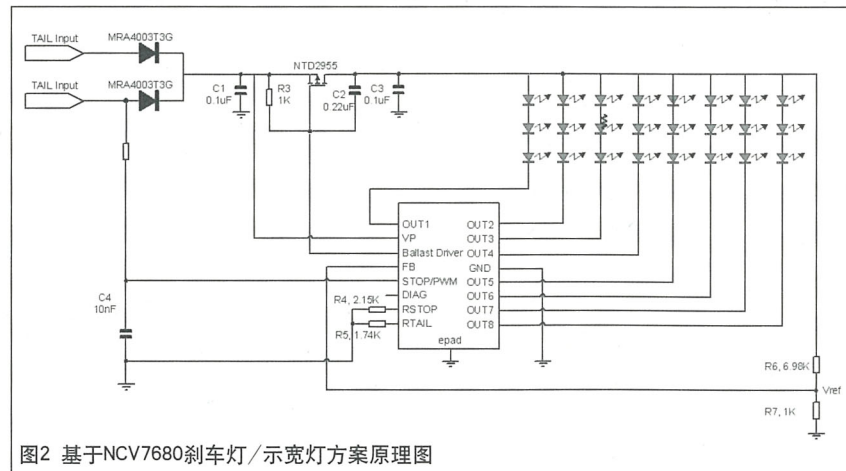 TAIL Input
MRA4003T3G
TAIL Input
MRA4003T3G
NTD2955
C1
0.1uF
R3
1K
C2
0.22uF
C3
0.1uF
OUT1
VP
Ballast Driver
FB
STOP/PWM
DIAG
RSTOP
RTAIL
epad
OUT2
OUT3
OUT4
GND
OUT5
OUT6
OUT7
OUT8
C4
10nF
R4, 2.15K
R5, 1.74K
R6, 6.98K
Vref
R7, 1K
图2 基于NCV7680刹车灯/示宽灯方案原理图